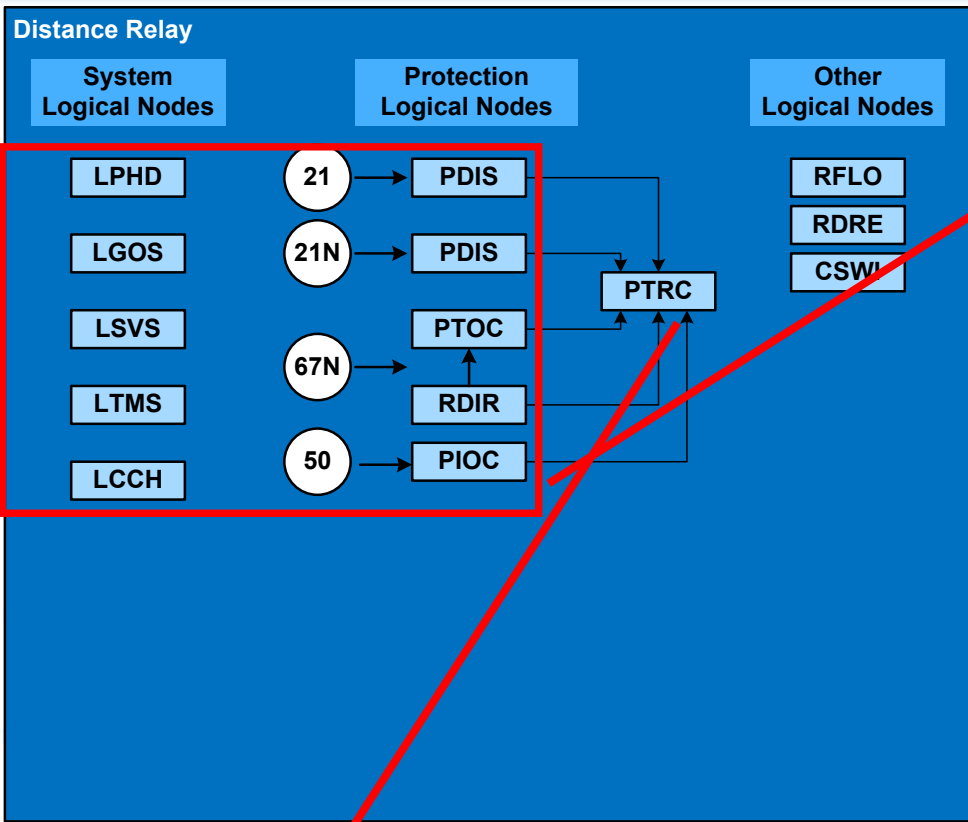 Distance Relay
System
Logical Nodes
Protection
Logical Nodes
Other
Logical Nodes
LPHD
21
PDIS
RFLO
LGOS
21N
PDIS
RDRE
CSWI
PTRC
LSVS
PTOC
67N
LTMS
RDIR
LCCH
50
PIOC